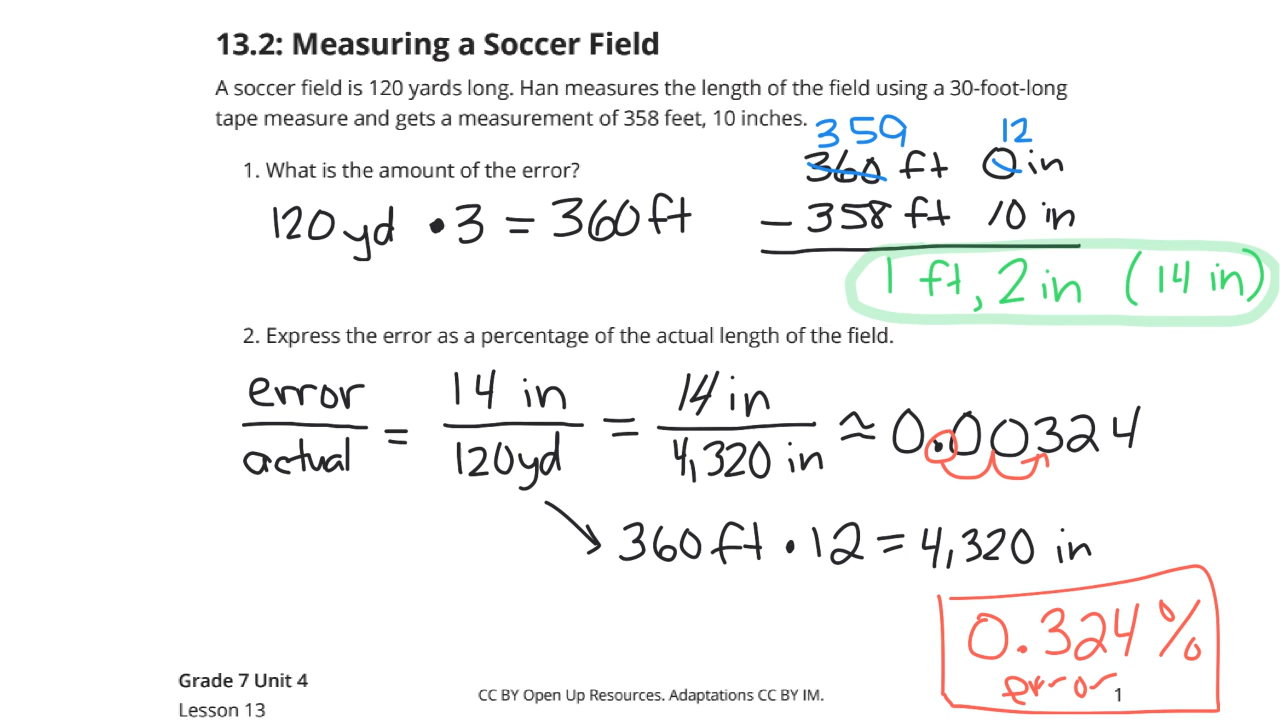 13.2: Measuring a Soccer Field
A soccer field is 120 yards long. Han measures the length of the field using a 30-foot-long
tape measure and gets a measurement of 358 feet, 10 inches.
359 12
1. What is the amount of the error?
360 ft 0 in
120 yd • 3 = 360 ft
- 358 ft 10 in
1 ft, 2 in (14 in)
2. Express the error as a percentage of the actual length of the field.
error/actual = 14 in/120 yd = 14 in/4,320 in ≈ 0.00324
360 ft • 12 = 4,320 in
0.324 %
error
Grade 7 Unit 4
Lesson 13
CC BY Open Up Resources. Adaptations CC BY IM.
1